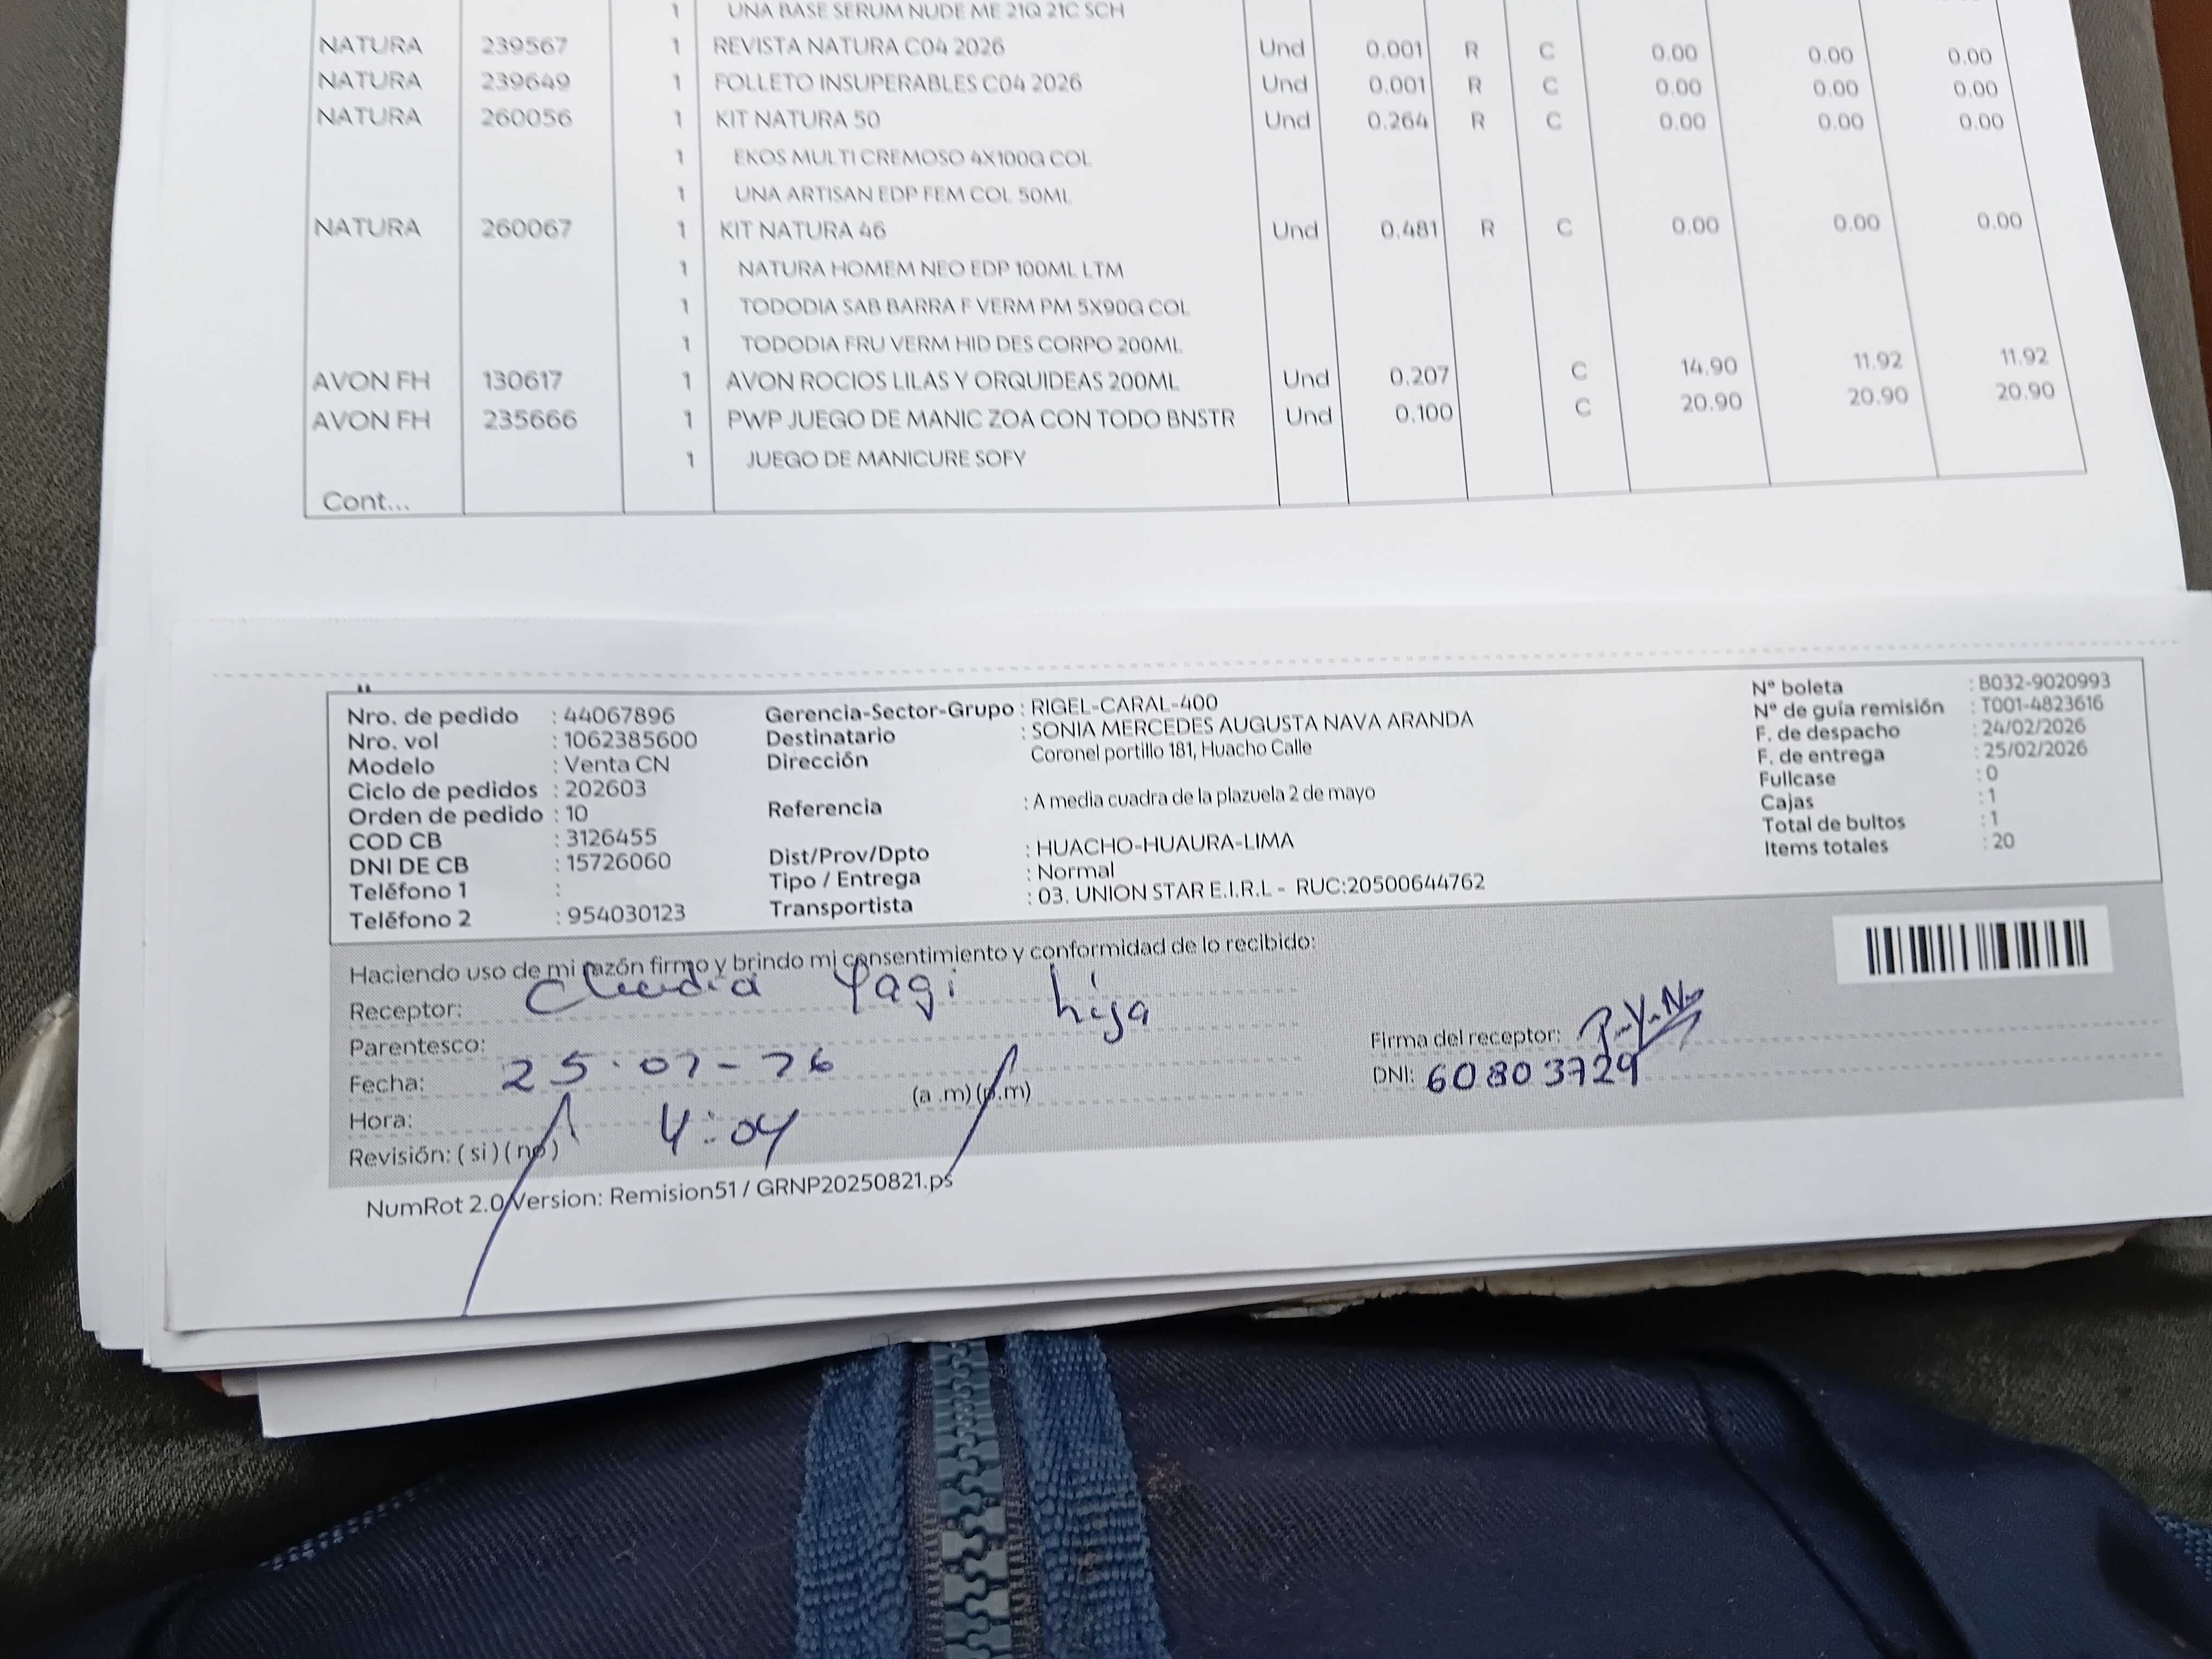 1 UNA BASE SERUM NUDE ME 21Q 21C SCH
NATURA 239567 1 REVISTA NATURA C04 2026 Und 0.001 R C 0.00 0.00 0.00
NATURA 239649 1 FOLLETO INSUPERABLES C04 2026 Und 0.001 R C 0.00 0.00 0.00
NATURA 260056 1 KIT NATURA 50 Und 0.264 R C 0.00 0.00 0.00
1 EKOS MULTI CREMOSO 4X100G COL
1 UNA ARTISAN EDP FEM COL 50ML
NATURA 260067 1 KIT NATURA 46 Und 0.481 R C 0.00 0.00 0.00
1 NATURA HOMEM NEO EDP 100ML LTM
1 TODODIA SAB BARRA F VERM PM 5X90G COL
1 TODODIA FRU VERM HID DES CORPO 200ML
AVON FH 130617 1 AVON ROCIOS LILAS Y ORQUIDEAS 200ML Und 0.207 C 14.90 11.92 11.92
AVON FH 235666 1 PWP JUEGO DE MANIC ZOA CON TODO BNSTR Und 0.100 C 20.90 20.90 20.90
1 JUEGO DE MANICURE SOFY
Cont...
Nro. de pedido : 44067896
Nro. vol : 1062385600
Modelo : Venta CN
Ciclo de pedidos : 202603
Orden de pedido : 10
COD CB : 3126455
DNI DE CB : 15726060
Teléfono 1 :
Teléfono 2 : 954030123
Gerencia-Sector-Grupo : RIGEL-CARAL-400
Destinatario : SONIA MERCEDES AUGUSTA NAVA ARANDA
Dirección Coronel portillo 181, Huacho Calle
Referencia : A media cuadra de la plazuela 2 de mayo
Dist/Prov/Dpto : HUACHO-HUAURA-LIMA
Tipo / Entrega : Normal
Transportista : 03. UNION STAR E.I.R.L - RUC:20500644762
N° boleta : B032-9020993
N° de guía remisión : T001-4823616
F. de despacho : 24/02/2026
F. de entrega : 25/02/2026
Fullcase : 0
Cajas : 1
Total de bultos : 1
Items totales : 20
Haciendo uso de mi razón firmo y brindo mi consentimiento y conformidad de lo recibido:
Receptor: Claudia Yagi hija
Parentesco:
Fecha: 25.02-26
Hora: 4:04 (a .m) (p.m)
Revisión: ( si ) ( no )
Firma del receptor: P-Y-N
DNI: 60803729
NumRot 2.0 Version: Remision51 / GRNP20250821.ps